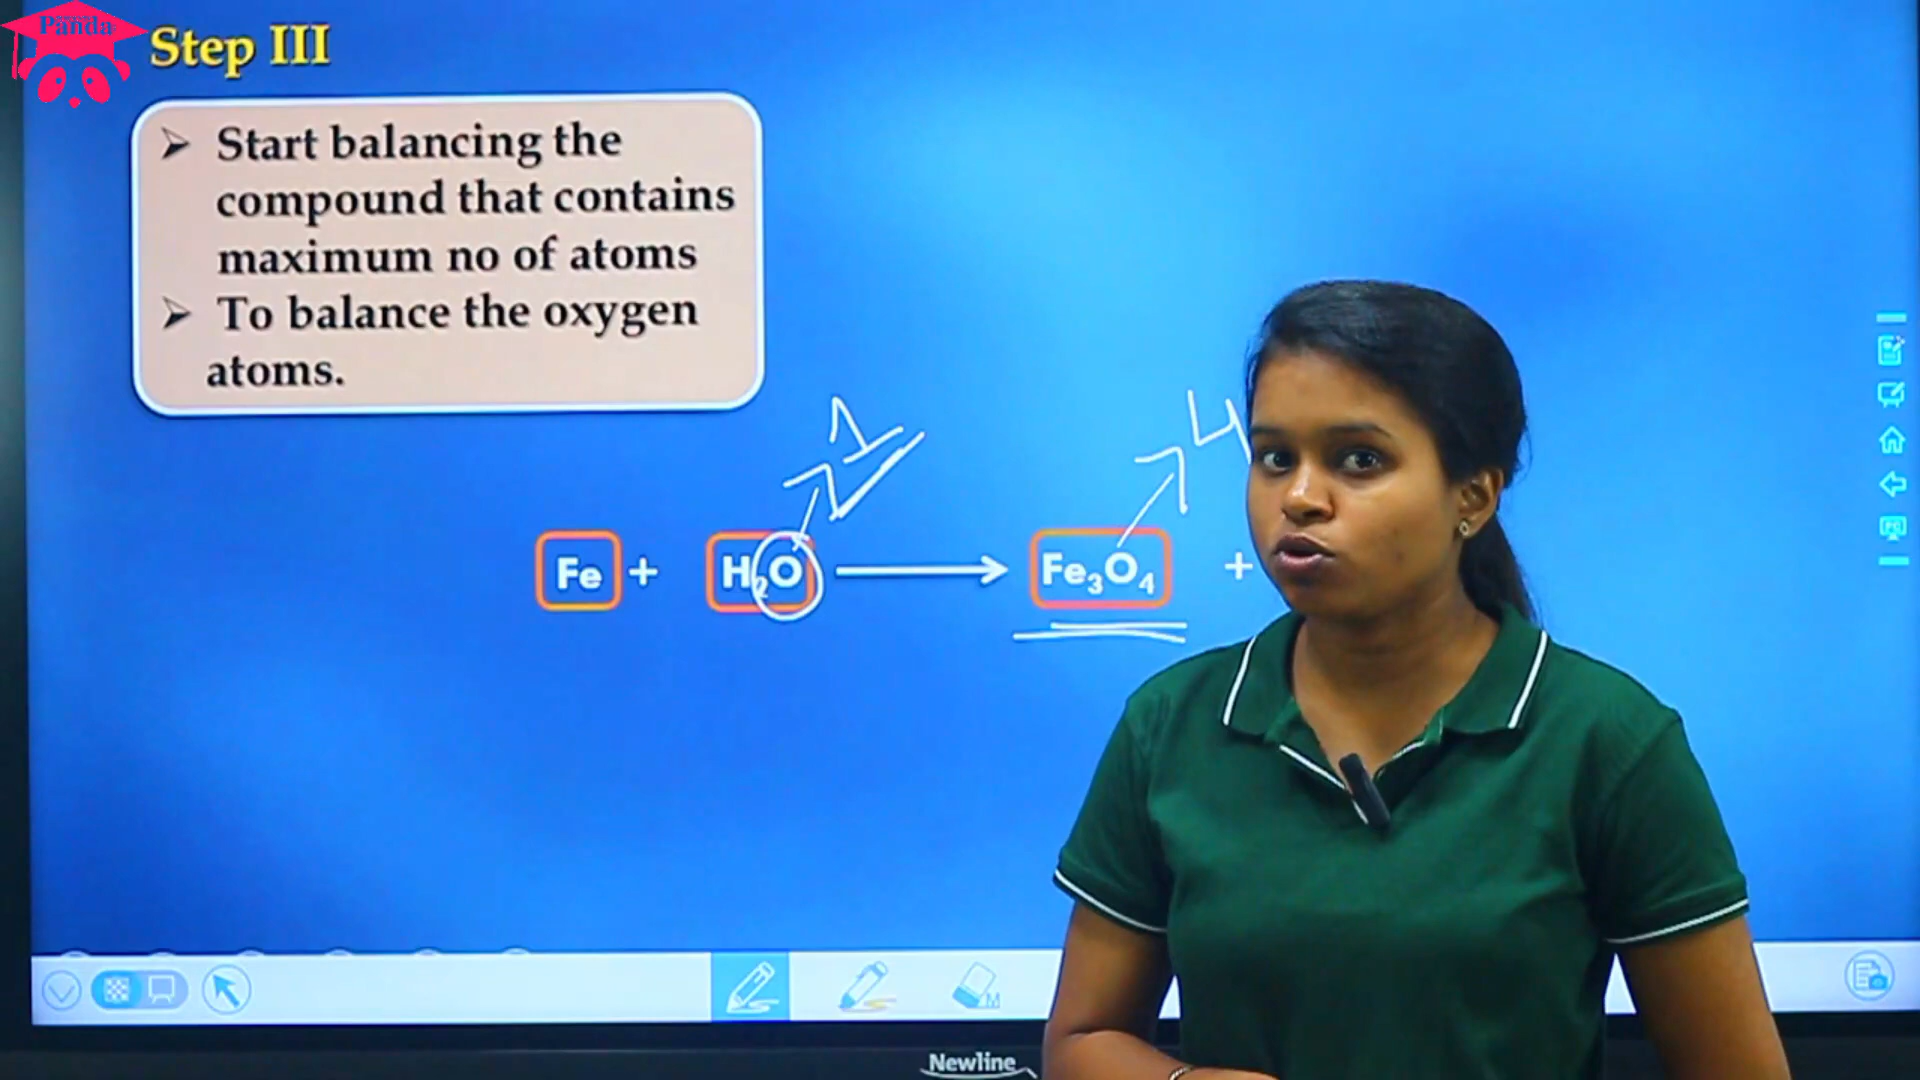 Panda
Step III
➢ Start balancing the
compound that contains
maximum no of atoms
➢ To balance the oxygen
atoms.
1
4
Fe + H₂O ⟶ Fe₃O₄ +
M
PC
Newline